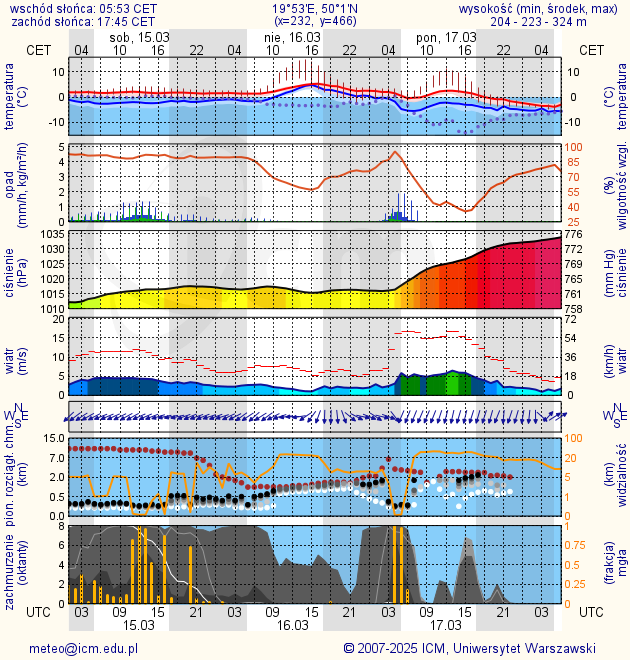 wschód słońca: 05:53 CET 19°53'E, 50°1'N wysokość (min, środek, max)
zachód słońca: 17:45 CET (x=232, y=466) 204 - 223 - 324 m
sob, 15.03 nie, 16.03 pon, 17.03
CET 04 10 16 22 04 10 16 22 04 10 16 22 04 CET
temperatura (°C)
10
0
-10
10
0
-10
temperatura (°C)
opad (mm/h, kg/m²/h)
5
4
3
2
1
0
100
85
70
55
40
25
(%) wilgotność wzgl.
ciśnienie (hPa)
1035
1030
1025
1020
1015
1010
776
772
769
765
761
758
(mm Hg) ciśnienie
wiatr (m/s)
20
15
10
5
0
72
54
36
18
0
(km/h) wiatr
N
W E
S
N
W E
S
pion. rozciągł. chm. (km)
15.0
7.0
2.0
0.5
0.0
100
20
5
1
0
(km) widzialność
zachmurzenie (oktanty)
8
6
4
2
0
1
0.75
0.5
0.25
0
(frakcja) mgła
UTC 03 09 15 21 03 09 15 21 03 09 15 21 03 UTC
15.03 16.03 17.03
meteo@icm.edu.pl © 2007-2025 ICM, Uniwersytet Warszawski